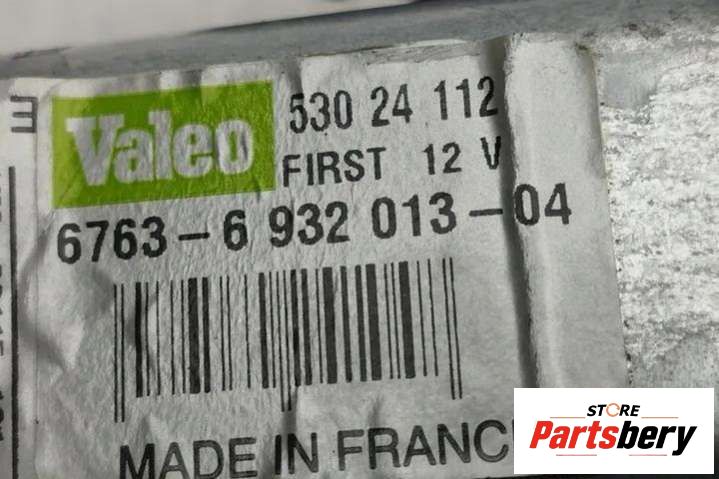 E
Valeo
530 24 112
FIRST 12 V
6763-6 932 013-04
MADE IN FRANC
STORE
Partsbery